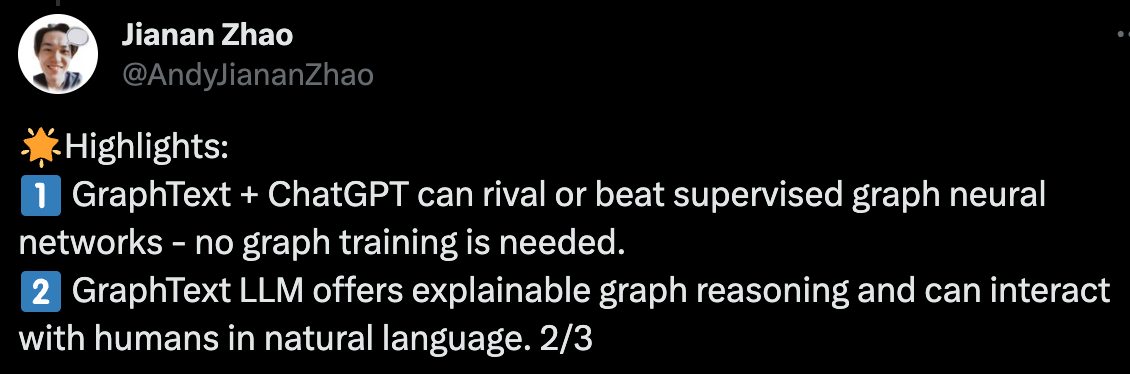 Jianan Zhao
@AndyJiananZhao
🌟Highlights:
1️⃣ GraphText + ChatGPT can rival or beat supervised graph neural
networks - no graph training is needed.
2️⃣ GraphText LLM offers explainable graph reasoning and can interact
with humans in natural language. 2/3